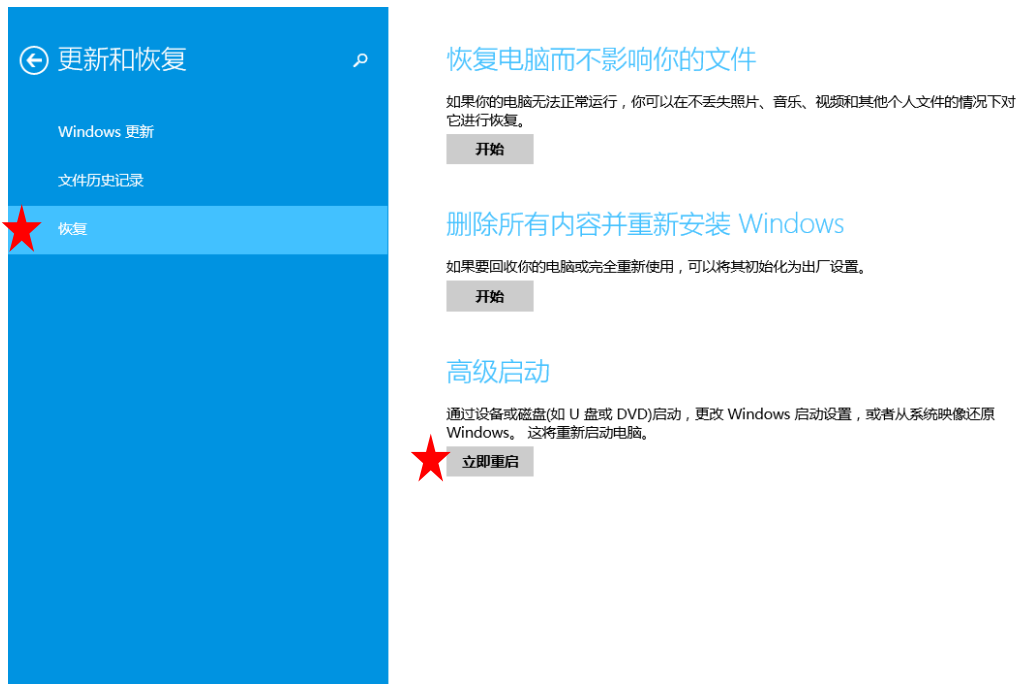 更新和恢复
Windows 更新
文件历史记录
恢复
恢复电脑而不影响你的文件
如果你的电脑无法正常运行，你可以在不丢失照片、音乐、视频和其他个人文件的情况下对
它进行恢复。
开始
删除所有内容并重新安装 Windows
如果要回收你的电脑或完全重新使用，可以将其初始化为出厂设置。
开始
高级启动
通过设备或磁盘(如 U 盘或 DVD)启动，更改 Windows 启动设置，或者从系统映像还原
Windows。 这将重新启动电脑。
立即重启